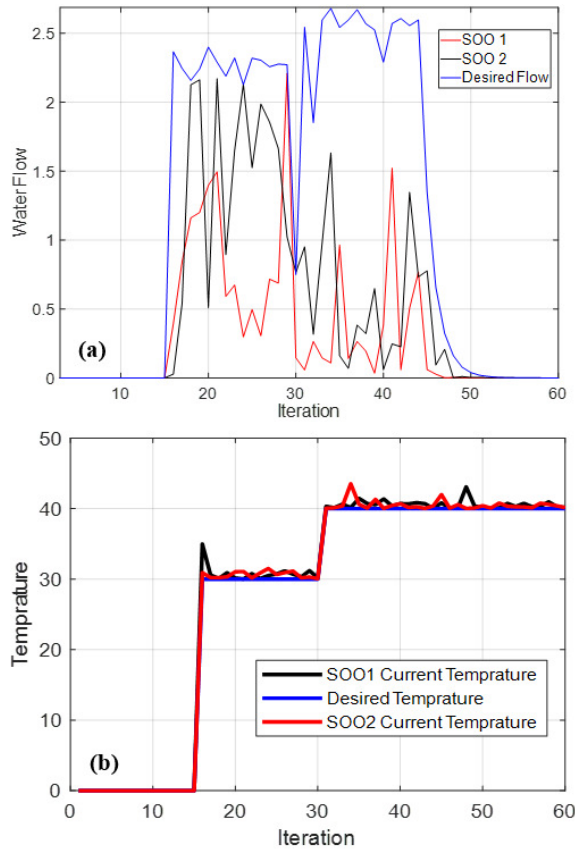 2.5
2
1.5
1
0.5
0
Water Flow
SOO 1
SOO 2
Desired Flow
(a)
10 20 30 40 50 60
Iteration
50
40
30
20
10
0
Temprature
SOO1 Current Temprature
Desired Temprature
SOO2 Current Temprature
(b)
0 10 20 30 40 50 60
Iteration